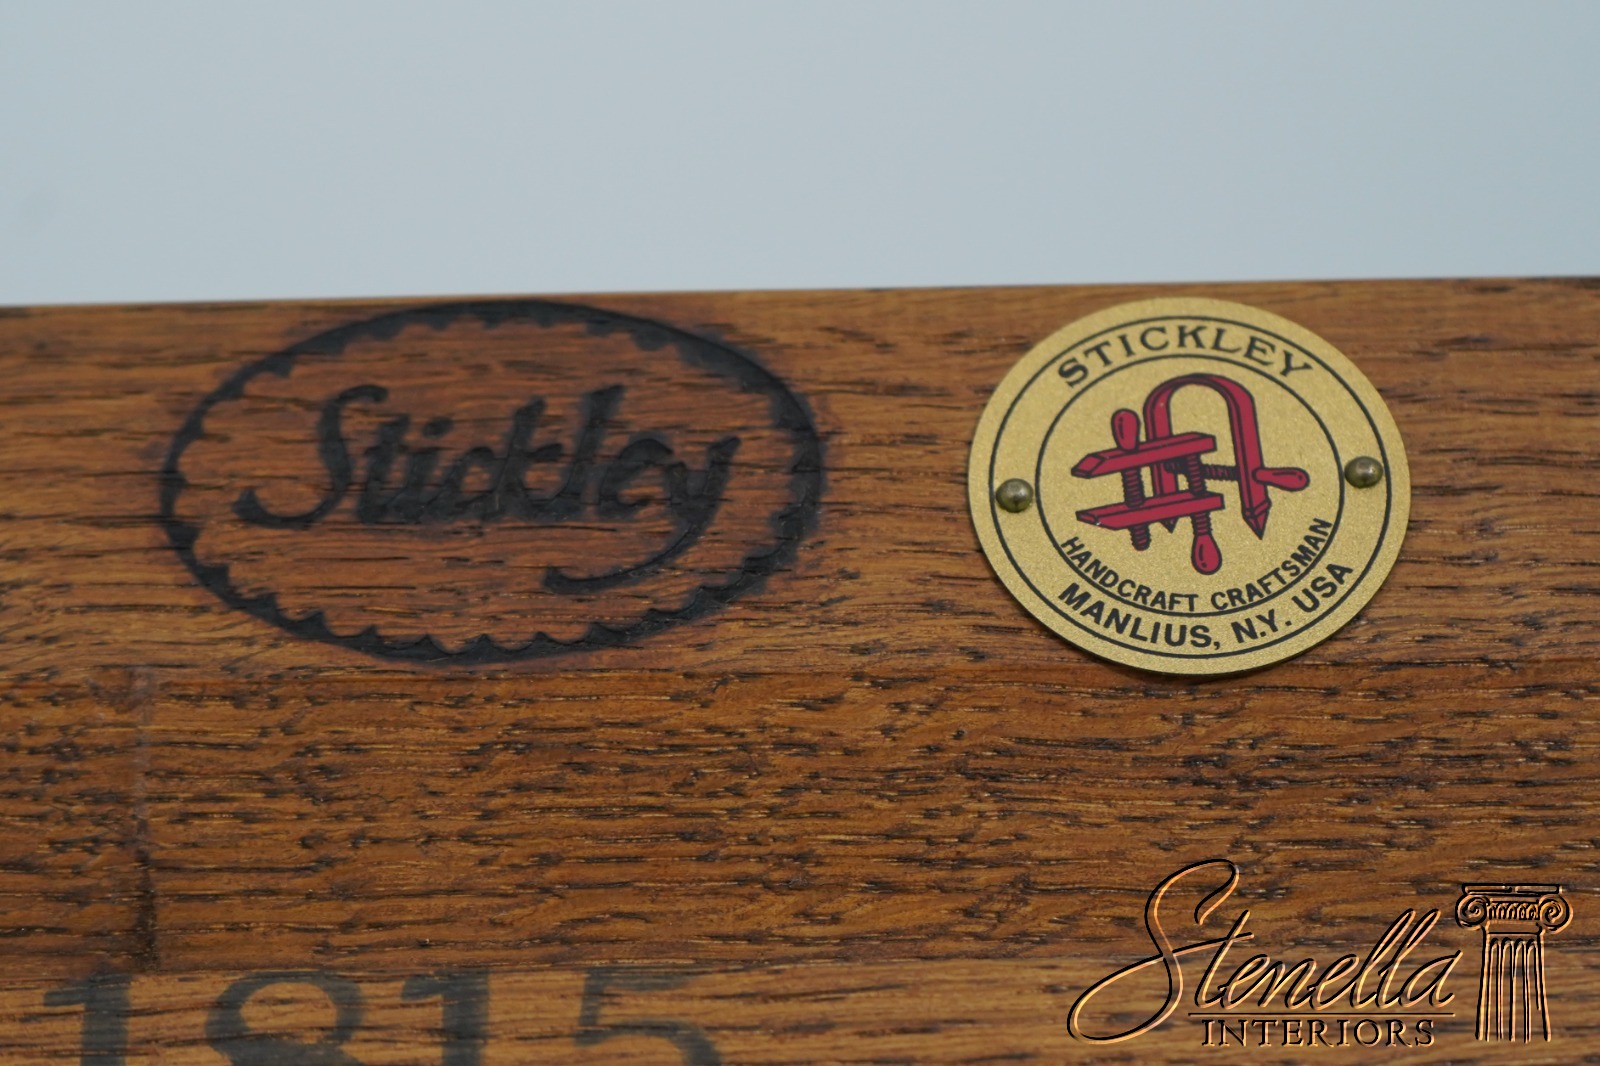 Stickley
STICKLEY
HANDCRAFT CRAFTSMAN
MANLIUS, N.Y. USA
1815
Stenella
INTERIORS